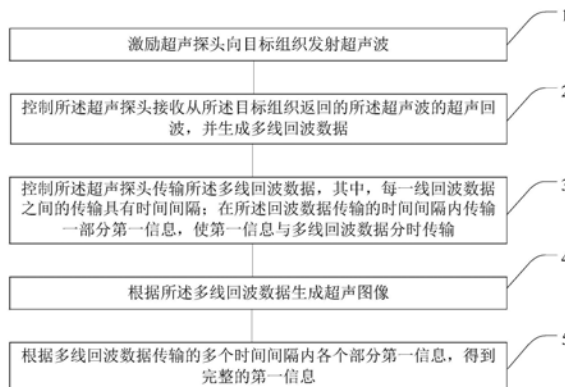 1
激励超声探头向目标组织发射超声波
2
控制所述超声探头接收从所述目标组织返回的所述超声波的超声回
波，并生成多线回波数据
3
控制所述超声探头传输所述多线回波数据，其中，每一线回波数据
之间的传输具有时间间隔；在所述回波数据传输的时间间隔内传输
一部分第一信息，使第一信息与多线回波数据分时传输
4
根据所述多线回波数据生成超声图像
5
根据多线回波数据传输的多个时间间隔内各个部分第一信息，得到
完整的第一信息